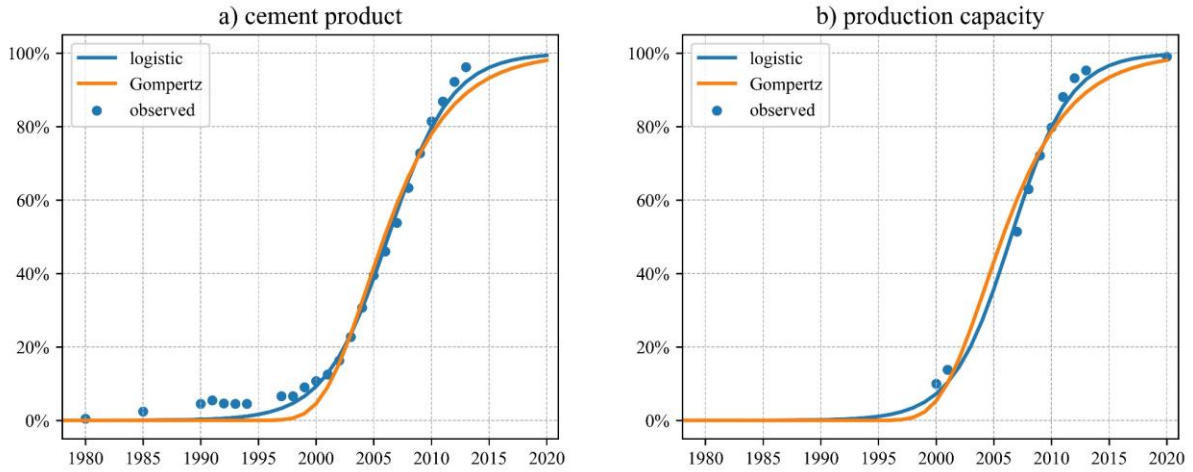 a) cement product
100%
80%
60%
40%
20%
0%
logistic
Gompertz
observed
1980 1985 1990 1995 2000 2005 2010 2015 2020
b) production capacity
100%
80%
60%
40%
20%
0%
logistic
Gompertz
observed
1980 1985 1990 1995 2000 2005 2010 2015 2020